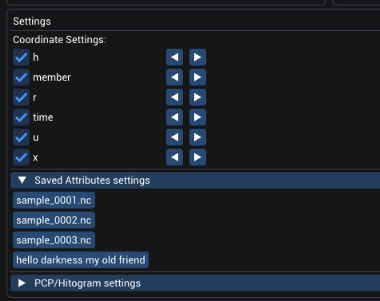 Settings
Coordinate Settings:
h
member
r
time
u
x
Saved Attributes settings
sample_0001.nc
sample_0002.nc
sample_0003.nc
hello darkness my old friend
PCP/Hitogram settings